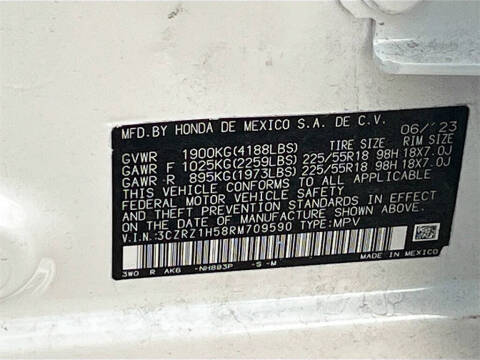 MFD.BY HONDA DE MEXICO S.A. DE C.V.
06/'23
GVWR 1900KG(4188LBS) TIRE SIZE RIM SIZE
GAWR F 1025KG(2259LBS) 225/55R18 98H 18X7.0J
GAWR R 895KG(1973LBS) 225/55R18 98H 18X7.0J
THIS VEHICLE CONFORMS TO ALL APPLICABLE
FEDERAL MOTOR VEHICLE SAFETY
AND THEFT PREVENTION STANDARDS IN EFFECT
ON THE DATE OF MANUFACTURE SHOWN ABOVE.
V.I.N.:3CZRZ1H58RM709590 TYPE:MPV
3W0 R AK6 NH883P -S -M
MADE IN MEXICO